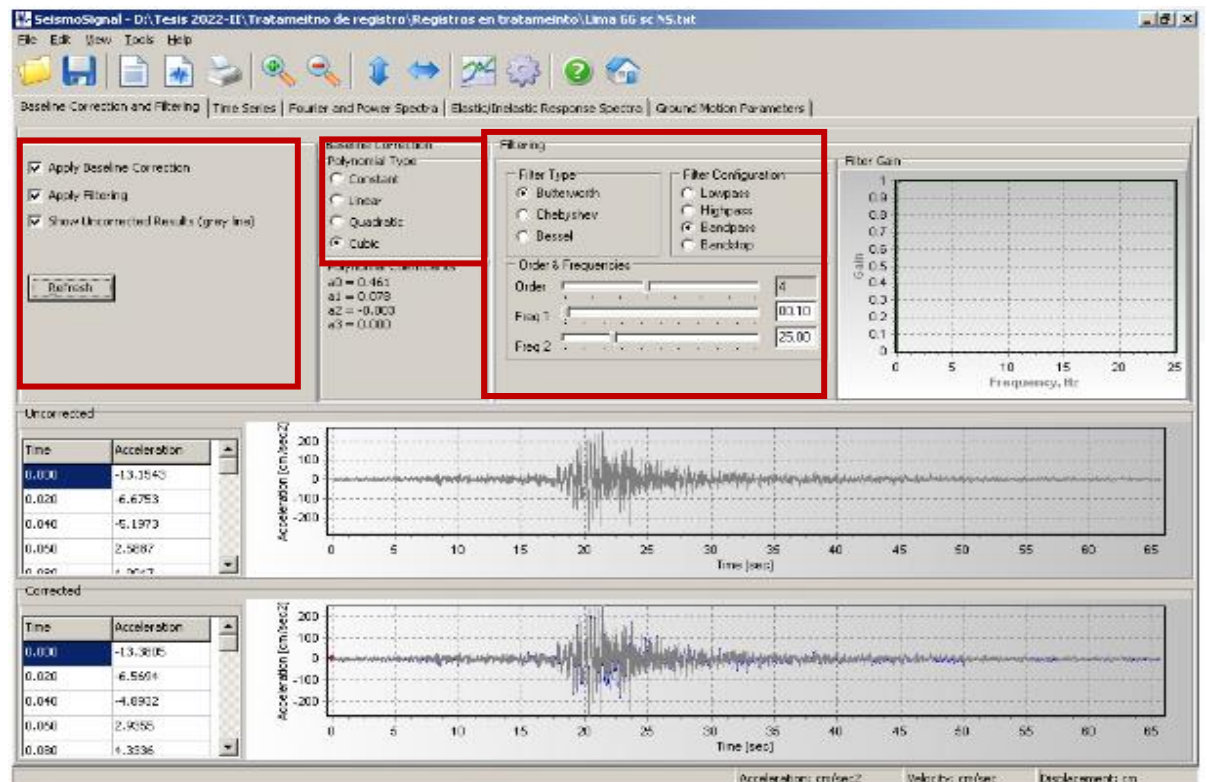 SeismoSignal - D:\Tesis 2022-II\Tratameitno de registro\Registros en tratameinto\Lima 66 sc NS.txt
File Edit View Tools Help
Baseline Correction and Filtering Time Series Fourier and Power Spectra Elastic/Inelastic Response Spectra Ground Motion Parameters
Apply Baseline Correction
Apply Filtering
Show Uncorrected Results (grey line)
Refresh
Baseline Correction
Polynomial Type
Constant
Linear
Quadratic
Cubic
Polynomial Coefficients
a0 = 0.461
a1 = 0.078
a2 = -0.003
a3 = 0.000
Filtering
Filter Type
Butterworth
Chebyshev
Bessel
Filter Configuration
Lowpass
Highpass
Bandpass
Bandstop
Order & Frequencies
Order 4
Freq 1 00.10
Freq 2 25.00
Filter Gain
1
0.9
0.8
0.7
0.6
0.5
0.4
0.3
0.2
0.1
0
Gain
0 5 10 15 20 25
Frequency, Hz
Uncorrected
Time Acceleration
0.000 -13.1543
0.020 -6.6753
0.040 -5.1973
0.060 2.5887
0.080
Acceleration [cm/sec2]
200
100
0
-100
-200
0 5 10 15 20 25 30 35 40 45 50 55 60 65
Time [sec]
Corrected
Time Acceleration
0.000 -13.3805
0.020 -6.5694
0.040 -4.8932
0.060 2.9355
0.080 4.3336
Acceleration [cm/sec2]
200
100
0
-100
-200
0 5 10 15 20 25 30 35 40 45 50 55 60 65
Time [sec]
Acceleration: cm/sec2 Velocity: cm/sec Displacement: cm